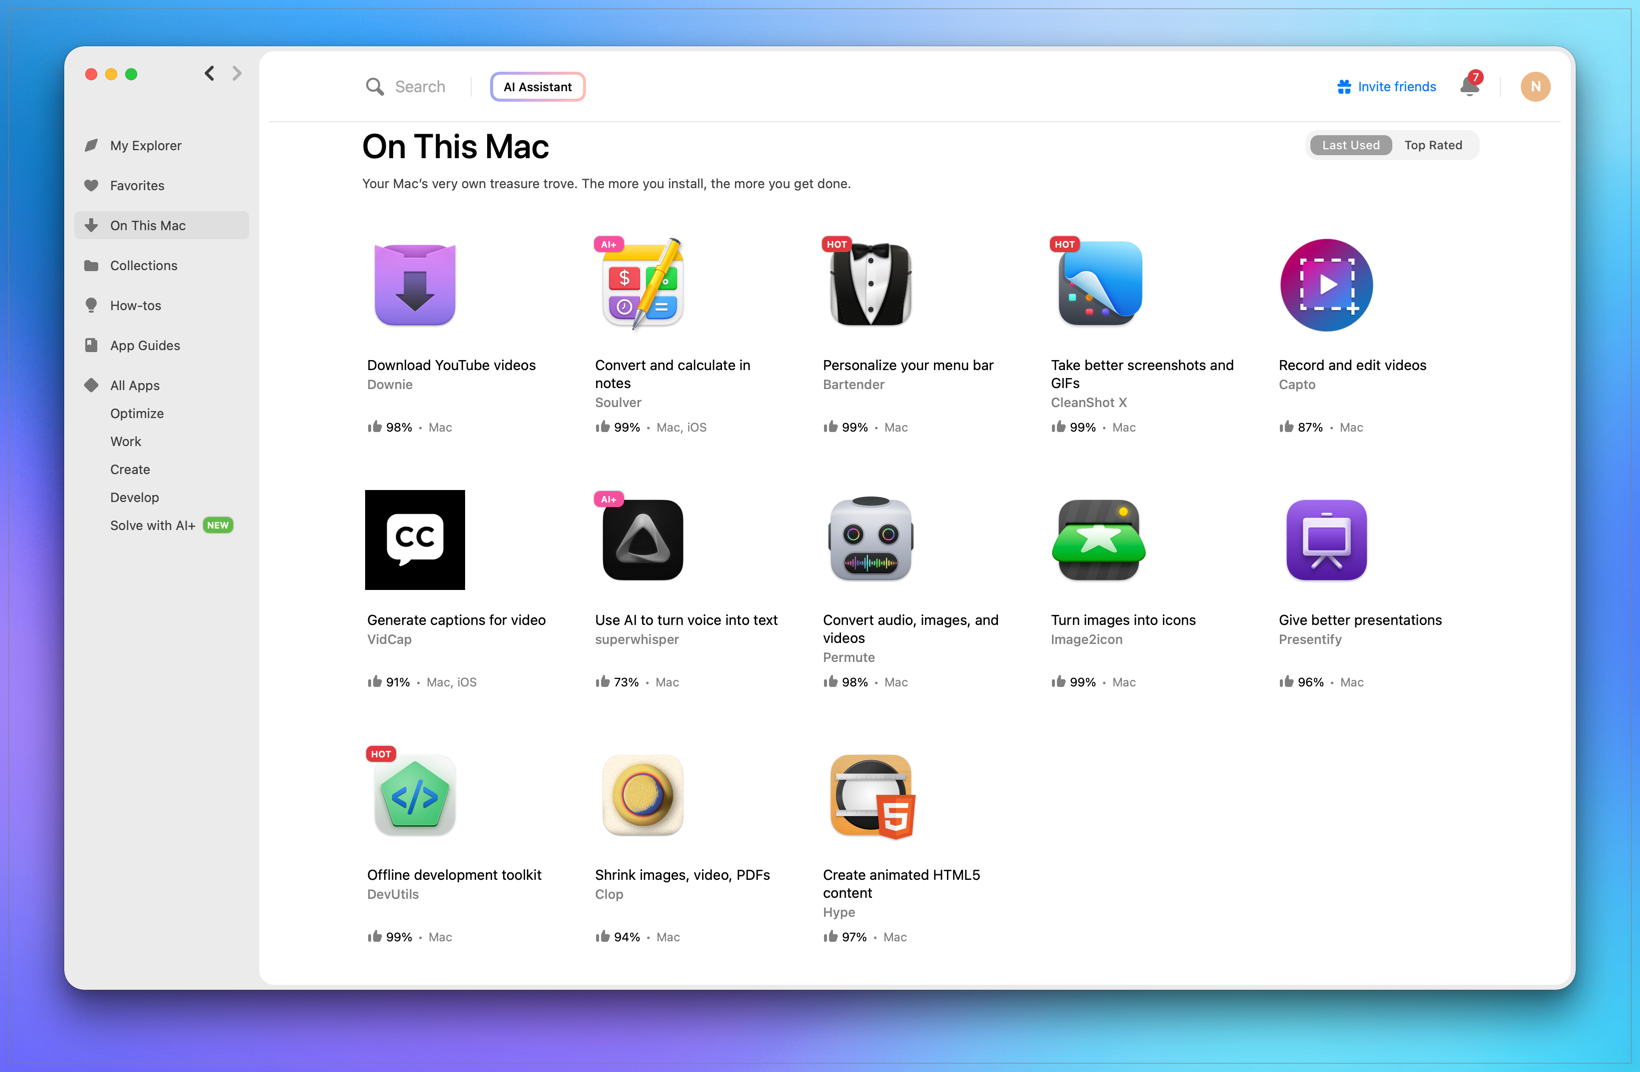 Search
AI Assistant
Invite friends
7
N
My Explorer
Favorites
On This Mac
Collections
How-tos
App Guides
All Apps
Optimize
Work
Create
Develop
Solve with AI+ NEW
On This Mac
Last Used
Top Rated
Your Mac's very own treasure trove. The more you install, the more you get done.
Download YouTube videos
Downie
98% · Mac
AI+
$
%
=
Convert and calculate in
notes
Soulver
99% · Mac, iOS
HOT
Personalize your menu bar
Bartender
99% · Mac
HOT
Take better screenshots and
GIFs
CleanShot X
99% · Mac
Record and edit videos
Capto
87% · Mac
CC
Generate captions for video
VidCap
91% · Mac, iOS
AI+
Use AI to turn voice into text
superwhisper
73% · Mac
Convert audio, images, and
videos
Permute
98% · Mac
Turn images into icons
Image2icon
99% · Mac
Give better presentations
Presentify
96% · Mac
HOT
</>
Offline development toolkit
DevUtils
99% · Mac
Shrink images, video, PDFs
Clop
94% · Mac
5
Create animated HTML5
content
Hype
97% · Mac